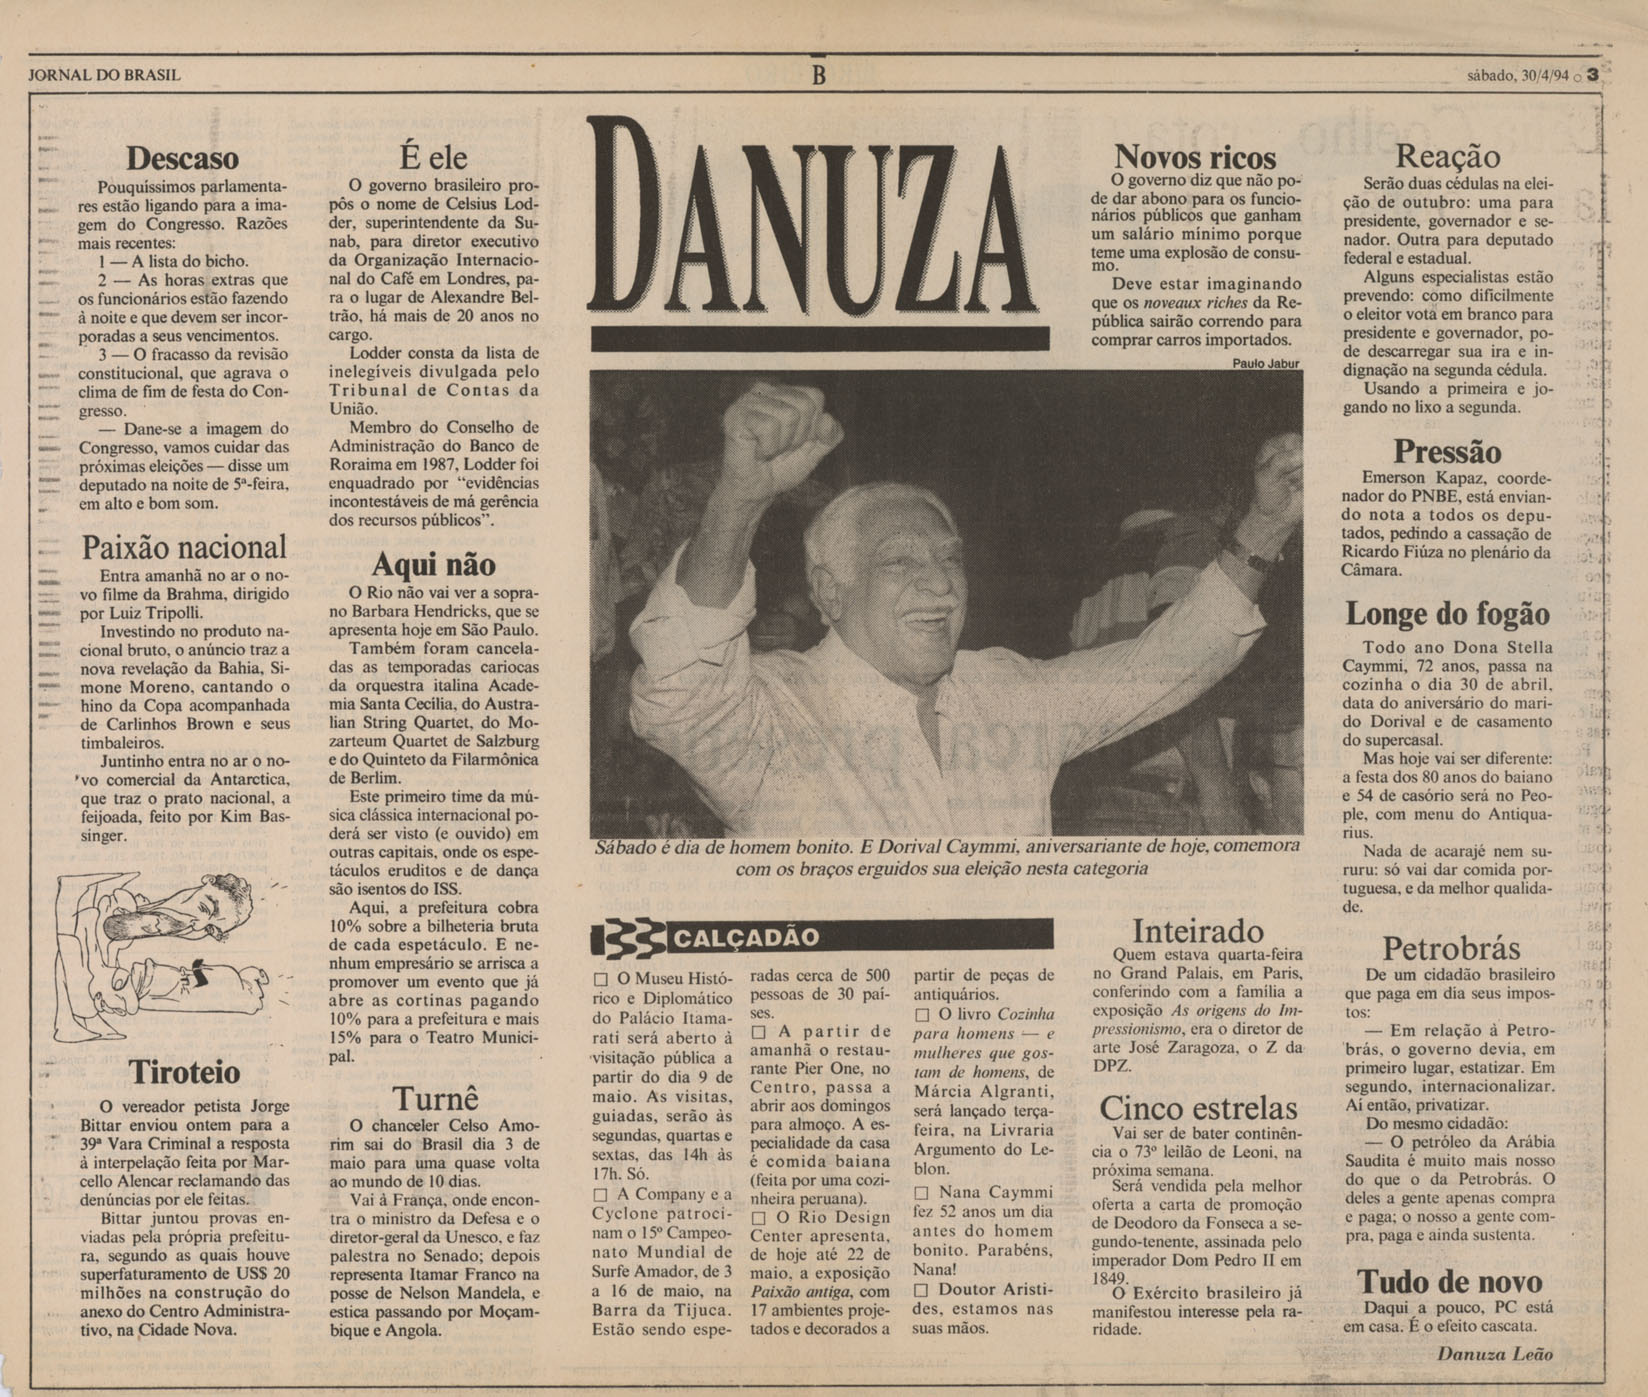 JORNAL DO BRASIL
B
sábado, 30/4/94 ○ 3
Descaso
Pouquíssimos parlamenta-
res estão ligando para a ima-
gem do Congresso. Razões
mais recentes:
1 — A lista do bicho.
2 — As horas extras que
os funcionários estão fazendo
à noite e que devem ser incor-
poradas a seus vencimentos.
3 — O fracasso da revisão
constitucional, que agrava o
clima de fim de festa do Con-
gresso.
— Dane-se a imagem do
Congresso, vamos cuidar das
próximas eleições — disse um
deputado na noite de 5ª-feira,
em alto e bom som.
Paixão nacional
Entra amanhã no ar o no-
vo filme da Brahma, dirigido
por Luiz Tripolli.
Investindo no produto na-
cional bruto, o anúncio traz a
nova revelação da Bahia, Si-
mone Moreno, cantando o
hino da Copa acompanhada
de Carlinhos Brown e seus
timbaleiros.
Juntinho entra no ar o no-
vo comercial da Antarctica,
que traz o prato nacional, a
feijoada, feito por Kim Bas-
singer.
Tiroteio
O vereador petista Jorge
Bittar enviou ontem para a
39ª Vara Criminal a resposta
à interpelação feita por Mar-
cello Alencar reclamando das
denúncias por ele feitas.
Bittar juntou provas en-
viadas pela própria prefeitu-
ra, segundo as quais houve
superfaturamento de US$ 20
milhões na construção do
anexo do Centro Administra-
tivo, na Cidade Nova.
É ele
O governo brasileiro pro-
pôs o nome de Celsius Lod-
der, superintendente da Su-
nab, para diretor executivo
da Organização Internacio-
nal do Café em Londres, pa-
ra o lugar de Alexandre Bel-
trão, há mais de 20 anos no
cargo.
Lodder consta da lista de
inelegíveis divulgada pelo
Tribunal de Contas da
União.
Membro do Conselho de
Administração do Banco de
Roraima em 1987, Lodder foi
enquadrado por “evidências
incontestáveis de má gerência
dos recursos públicos”.
Aqui não
O Rio não vai ver a sopra-
no Barbara Hendricks, que se
apresenta hoje em São Paulo.
Também foram cancela-
das as temporadas cariocas
da orquestra italina Acade-
mia Santa Cecília, do Austra-
lian String Quartet, do Mo-
zarteum Quartet de Salzburg
e do Quinteto da Filarmônica
de Berlim.
Este primeiro time da mú-
sica clássica internacional po-
derá ser visto (e ouvido) em
outras capitais, onde os espe-
táculos eruditos e de dança
são isentos do ISS.
Aqui, a prefeitura cobra
10% sobre a bilheteria bruta
de cada espetáculo. E ne-
nhum empresário se arrisca a
promover um evento que já
abre as cortinas pagando
10% para a prefeitura e mais
15% para o Teatro Munici-
pal.
Turnê
O chanceler Celso Amo-
rim sai do Brasil dia 3 de
maio para uma quase volta
ao mundo de 10 dias.
Vai à França, onde encon-
tra o ministro da Defesa e o
diretor-geral da Unesco, e faz
palestra no Senado; depois
representa Itamar Franco na
posse de Nelson Mandela, e
estica passando por Moçam-
bique e Angola.
DANUZA
Paulo Jabur
Sábado é dia de homem bonito. E Dorival Caymmi, aniversariante de hoje, comemora
com os braços erguidos sua eleição nesta categoria
CALÇADÃO
□ O Museu Histó-
rico e Diplomático
do Palácio Itama-
rati será aberto à
visitação pública a
partir do dia 9 de
maio. As visitas,
guiadas, serão às
segundas, quartas e
sextas, das 14h às
17h. Só.
□ A Company e a
Cyclone patroci-
nam o 15º Campeo-
nato Mundial de
Surfe Amador, de 3
a 16 de maio, na
Barra da Tijuca.
Estão sendo espe-
radas cerca de 500
pessoas de 30 paí-
ses.
□ A partir de
amanhã o restau-
rante Pier One, no
Centro, passa a
abrir aos domingos
para almoço. A es-
pecialidade da casa
é comida baiana
(feita por uma cozi-
nheira peruana).
□ O Rio Design
Center apresenta,
de hoje até 22 de
maio, a exposição
Paixão antiga, com
17 ambientes proje-
tados e decorados a
partir de peças de
antiquários.
□ O livro Cozinha
para homens — e
mulheres que gos-
tam de homens, de
Márcia Algranti,
será lançado terça-
feira, na Livraria
Argumento do Le-
blon.
□ Nana Caymmi
fez 52 anos um dia
antes do homem
bonito. Parabéns,
Nana!
□ Doutor Aristi-
des, estamos nas
suas mãos.
Novos ricos
O governo diz que não po-
de dar abono para os funcio-
nários públicos que ganham
um salário mínimo porque
teme uma explosão de consu-
mo.
Deve estar imaginando
que os noveaux riches da Re-
pública sairão correndo para
comprar carros importados.
Inteirado
Quem estava quarta-feira
no Grand Palais, em Paris,
conferindo com a família a
exposição As origens do Im-
pressionismo, era o diretor de
arte José Zaragoza, o Z da
DPZ.
Cinco estrelas
Vai ser de bater continên-
cia o 73º leilão de Leoni, na
próxima semana.
Será vendida pela melhor
oferta a carta de promoção
de Deodoro da Fonseca a se-
gundo-tenente, assinada pelo
imperador Dom Pedro II em
1849.
O Exército brasileiro já
manifestou interesse pela ra-
ridade.
Reação
Serão duas cédulas na elei-
ção de outubro: uma para
presidente, governador e se-
nador. Outra para deputado
federal e estadual.
Alguns especialistas estão
prevendo: como dificilmente
o eleitor vota em branco para
presidente e governador, po-
de descarregar sua ira e in-
dignação na segunda cédula.
Usando a primeira e jo-
gando no lixo a segunda.
Pressão
Emerson Kapaz, coorde-
nador do PNBE, está envian-
do nota a todos os depu-
tados, pedindo a cassação de
Ricardo Fiúza no plenário da
Câmara.
Longe do fogão
Todo ano Dona Stella
Caymmi, 72 anos, passa na
cozinha o dia 30 de abril,
data do aniversário do mari-
do Dorival e de casamento
do supercasal.
Mas hoje vai ser diferente:
a festa dos 80 anos do baiano
e 54 de casório será no Peo-
ple, com menu do Antiqua-
rius.
Nada de acarajé nem su-
ruru: só vai dar comida por-
tuguesa, e da melhor qualida-
de.
Petrobrás
De um cidadão brasileiro
que paga em dia seus impos-
tos:
— Em relação à Petro-
brás, o governo devia, em
primeiro lugar, estatizar. Em
segundo, internacionalizar.
Aí então, privatizar.
Do mesmo cidadão:
— O petróleo da Arábia
Saudita é muito mais nosso
do que o da Petrobrás. O
deles a gente apenas compra
e paga; o nosso a gente com-
pra, paga e ainda sustenta.
Tudo de novo
Daqui a pouco, PC está
em casa. É o efeito cascata.
Danuza Leão